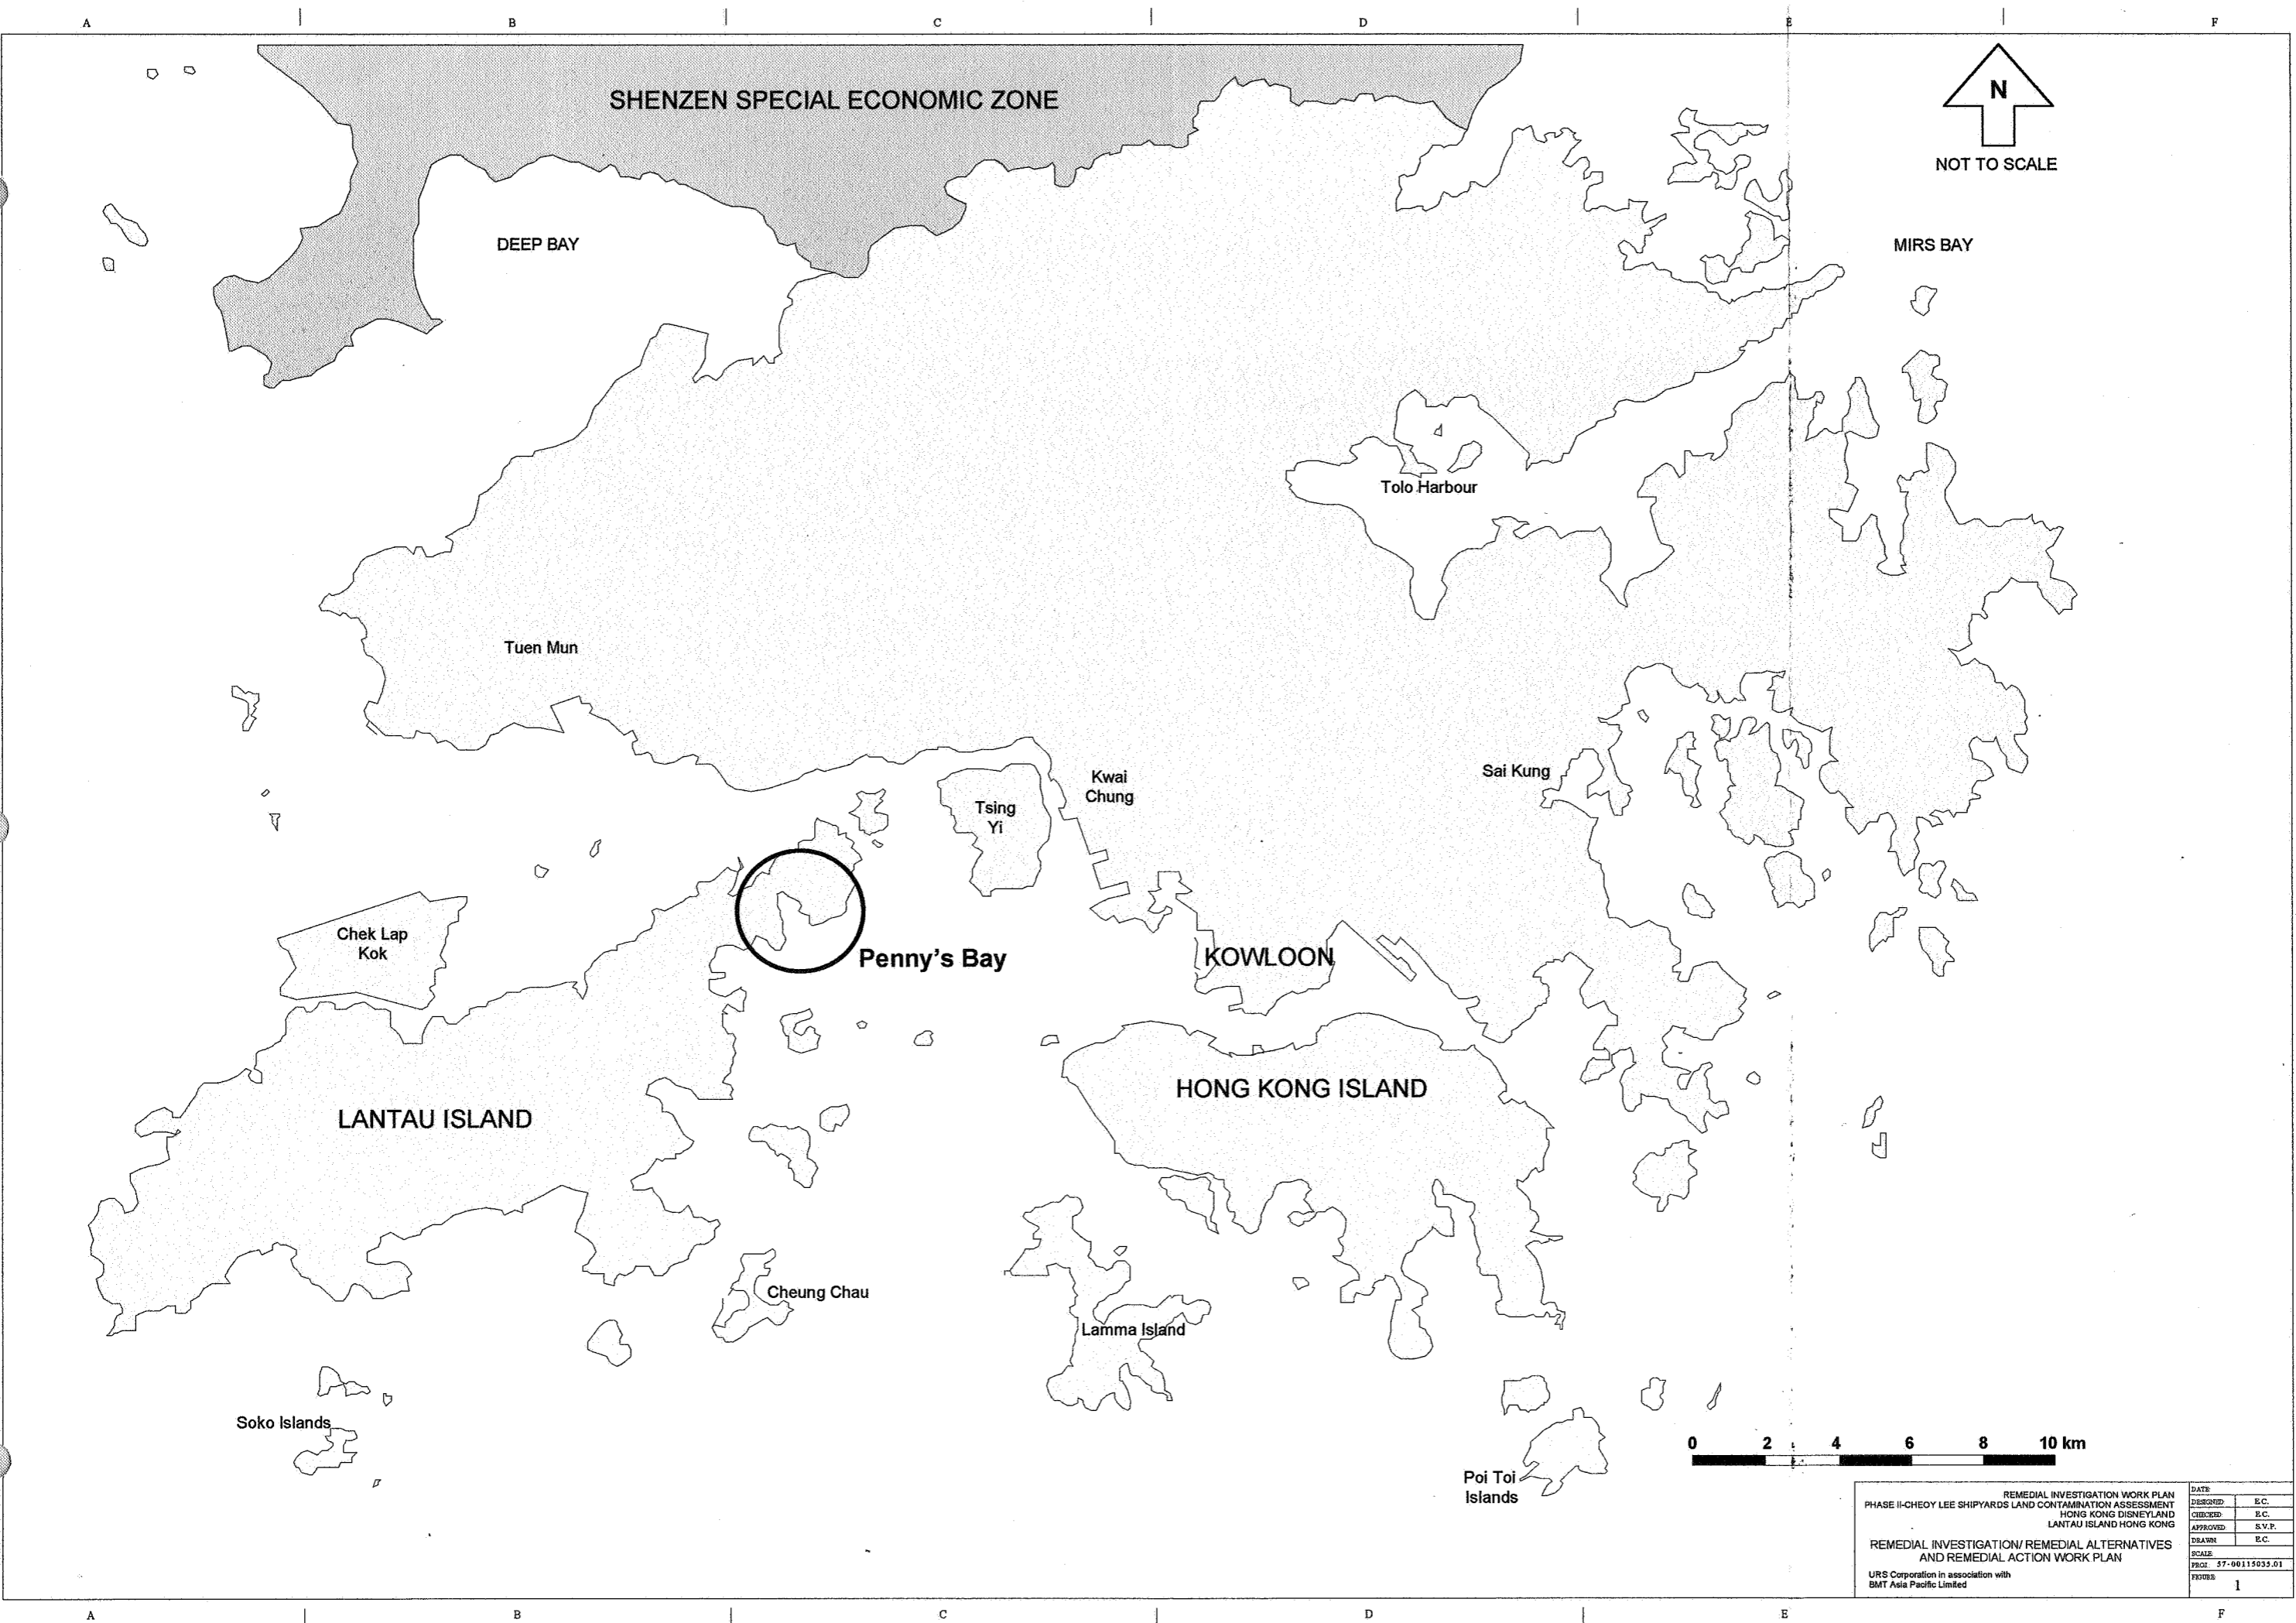 A B C D E F
SHENZEN SPECIAL ECONOMIC ZONE
N
NOT TO SCALE
DEEP BAY
MIRS BAY
Tolo Harbour
Tuen Mun
Sai Kung
Kwai
Chung
Tsing
Yi
Chek Lap
Kok
Penny's Bay
KOWLOON
HONG KONG ISLAND
LANTAU ISLAND
Cheung Chau
Lamma Island
Soko Islands
Poi Toi
Islands
0 2 4 6 8 10 km
REMEDIAL INVESTIGATION WORK PLAN
PHASE II-CHEOY LEE SHIPYARDS LAND CONTAMINATION ASSESSMENT
HONG KONG DISNEYLAND
LANTAU ISLAND HONG KONG
REMEDIAL INVESTIGATION/ REMEDIAL ALTERNATIVES
AND REMEDIAL ACTION WORK PLAN
URS Corporation in association with
BMT Asia Pacific Limited
DATE:
DESIGNED: E.C.
CHECKED: E.C.
APPROVED: S.V.P.
DRAWN: E.C.
SCALE:
PROJ.: 57-00115035.01
FIGURE: 1
A B C D E F